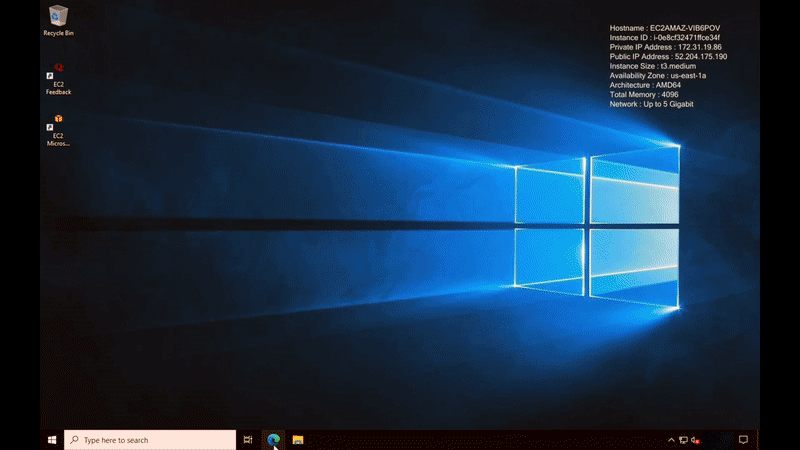 Recycle Bin
EC2
Feedback
EC2
Micros...
Hostname : EC2AMAZ-VIB6POV
Instance ID : i-0e8cf32471ffce34f
Private IP Address : 172.31.19.86
Public IP Address : 52.204.175.190
Instance Size : t3.medium
Availability Zone : us-east-1a
Architecture : AMD64
Total Memory : 4096
Network : Up to 5 Gigabit
Type here to search